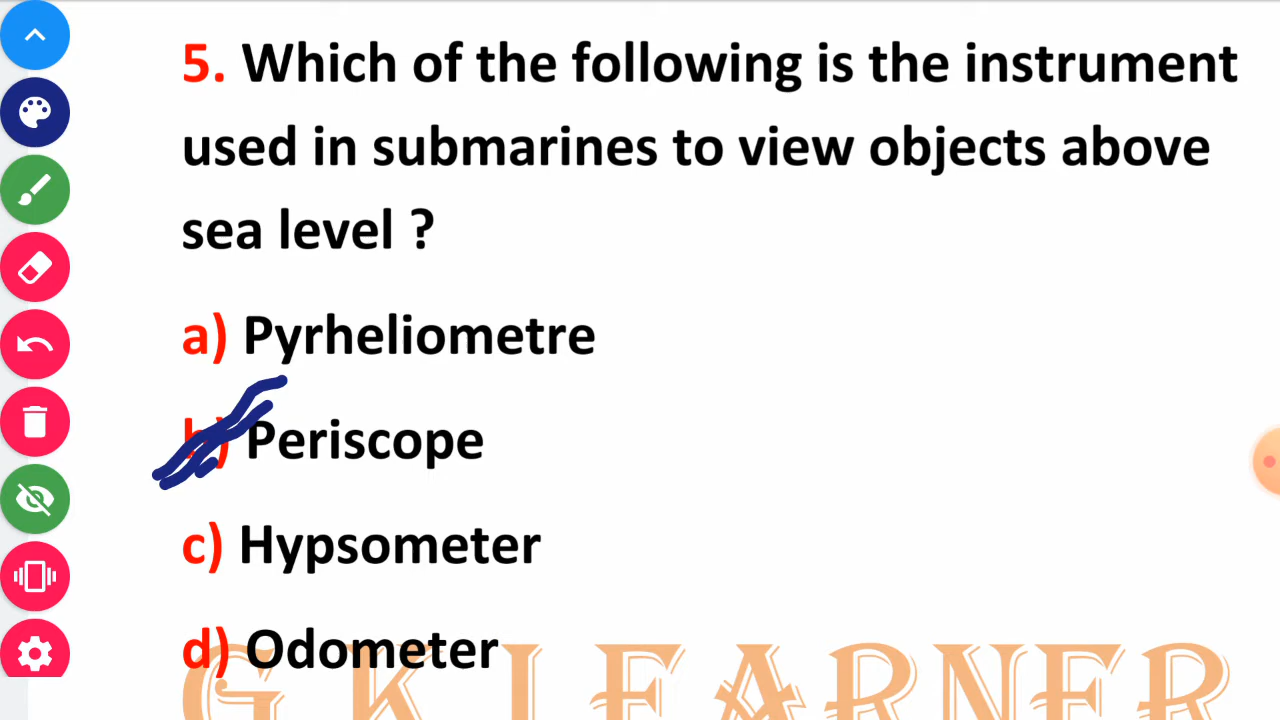 5. Which of the following is the instrument
used in submarines to view objects above
sea level ?
a) Pyrheliometre
b) Periscope
c) Hypsometer
d) Odometer
G K LEARNER